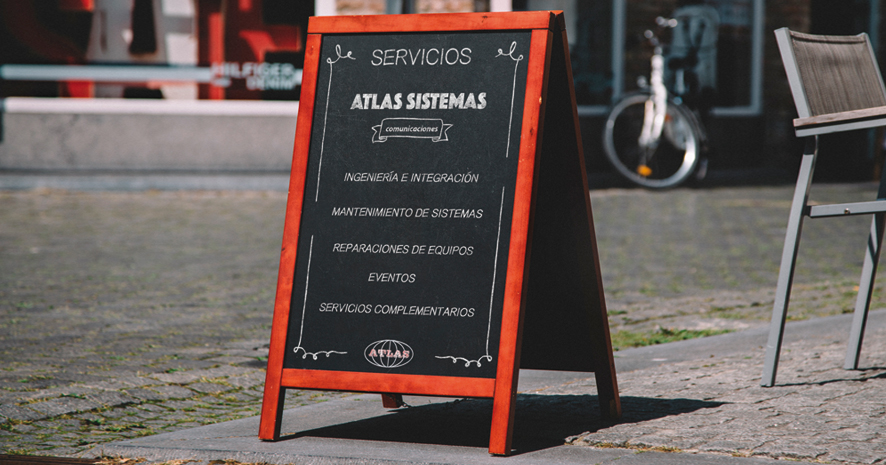 HILFIGER
DENIM
SERVICIOS
ATLAS SISTEMAS
comunicaciones
INGENIERÍA E INTEGRACIÓN
MANTENIMIENTO DE SISTEMAS
REPARACIONES DE EQUIPOS
EVENTOS
SERVICIOS COMPLEMENTARIOS
ATLAS